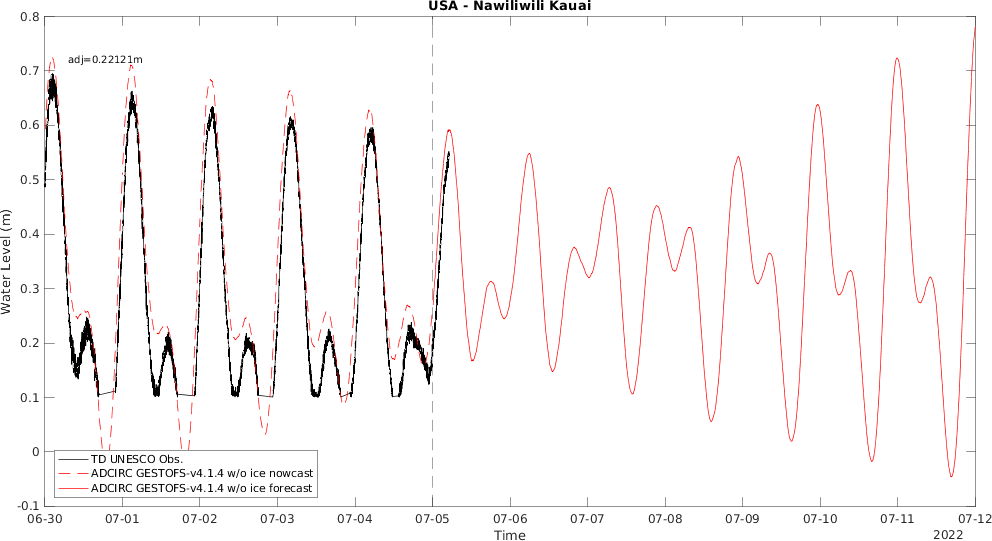 USA - Nawiliwili Kauai
adj=0.22121m
0.8
0.7
0.6
0.5
0.4
0.3
0.2
0.1
0
-0.1
Water Level (m)
TD UNESCO Obs.
ADCIRC GESTOFS-v4.1.4 w/o ice nowcast
ADCIRC GESTOFS-v4.1.4 w/o ice forecast
06-30 07-01 07-02 07-03 07-04 07-05 07-06 07-07 07-08 07-09 07-10 07-11 07-12
Time
2022